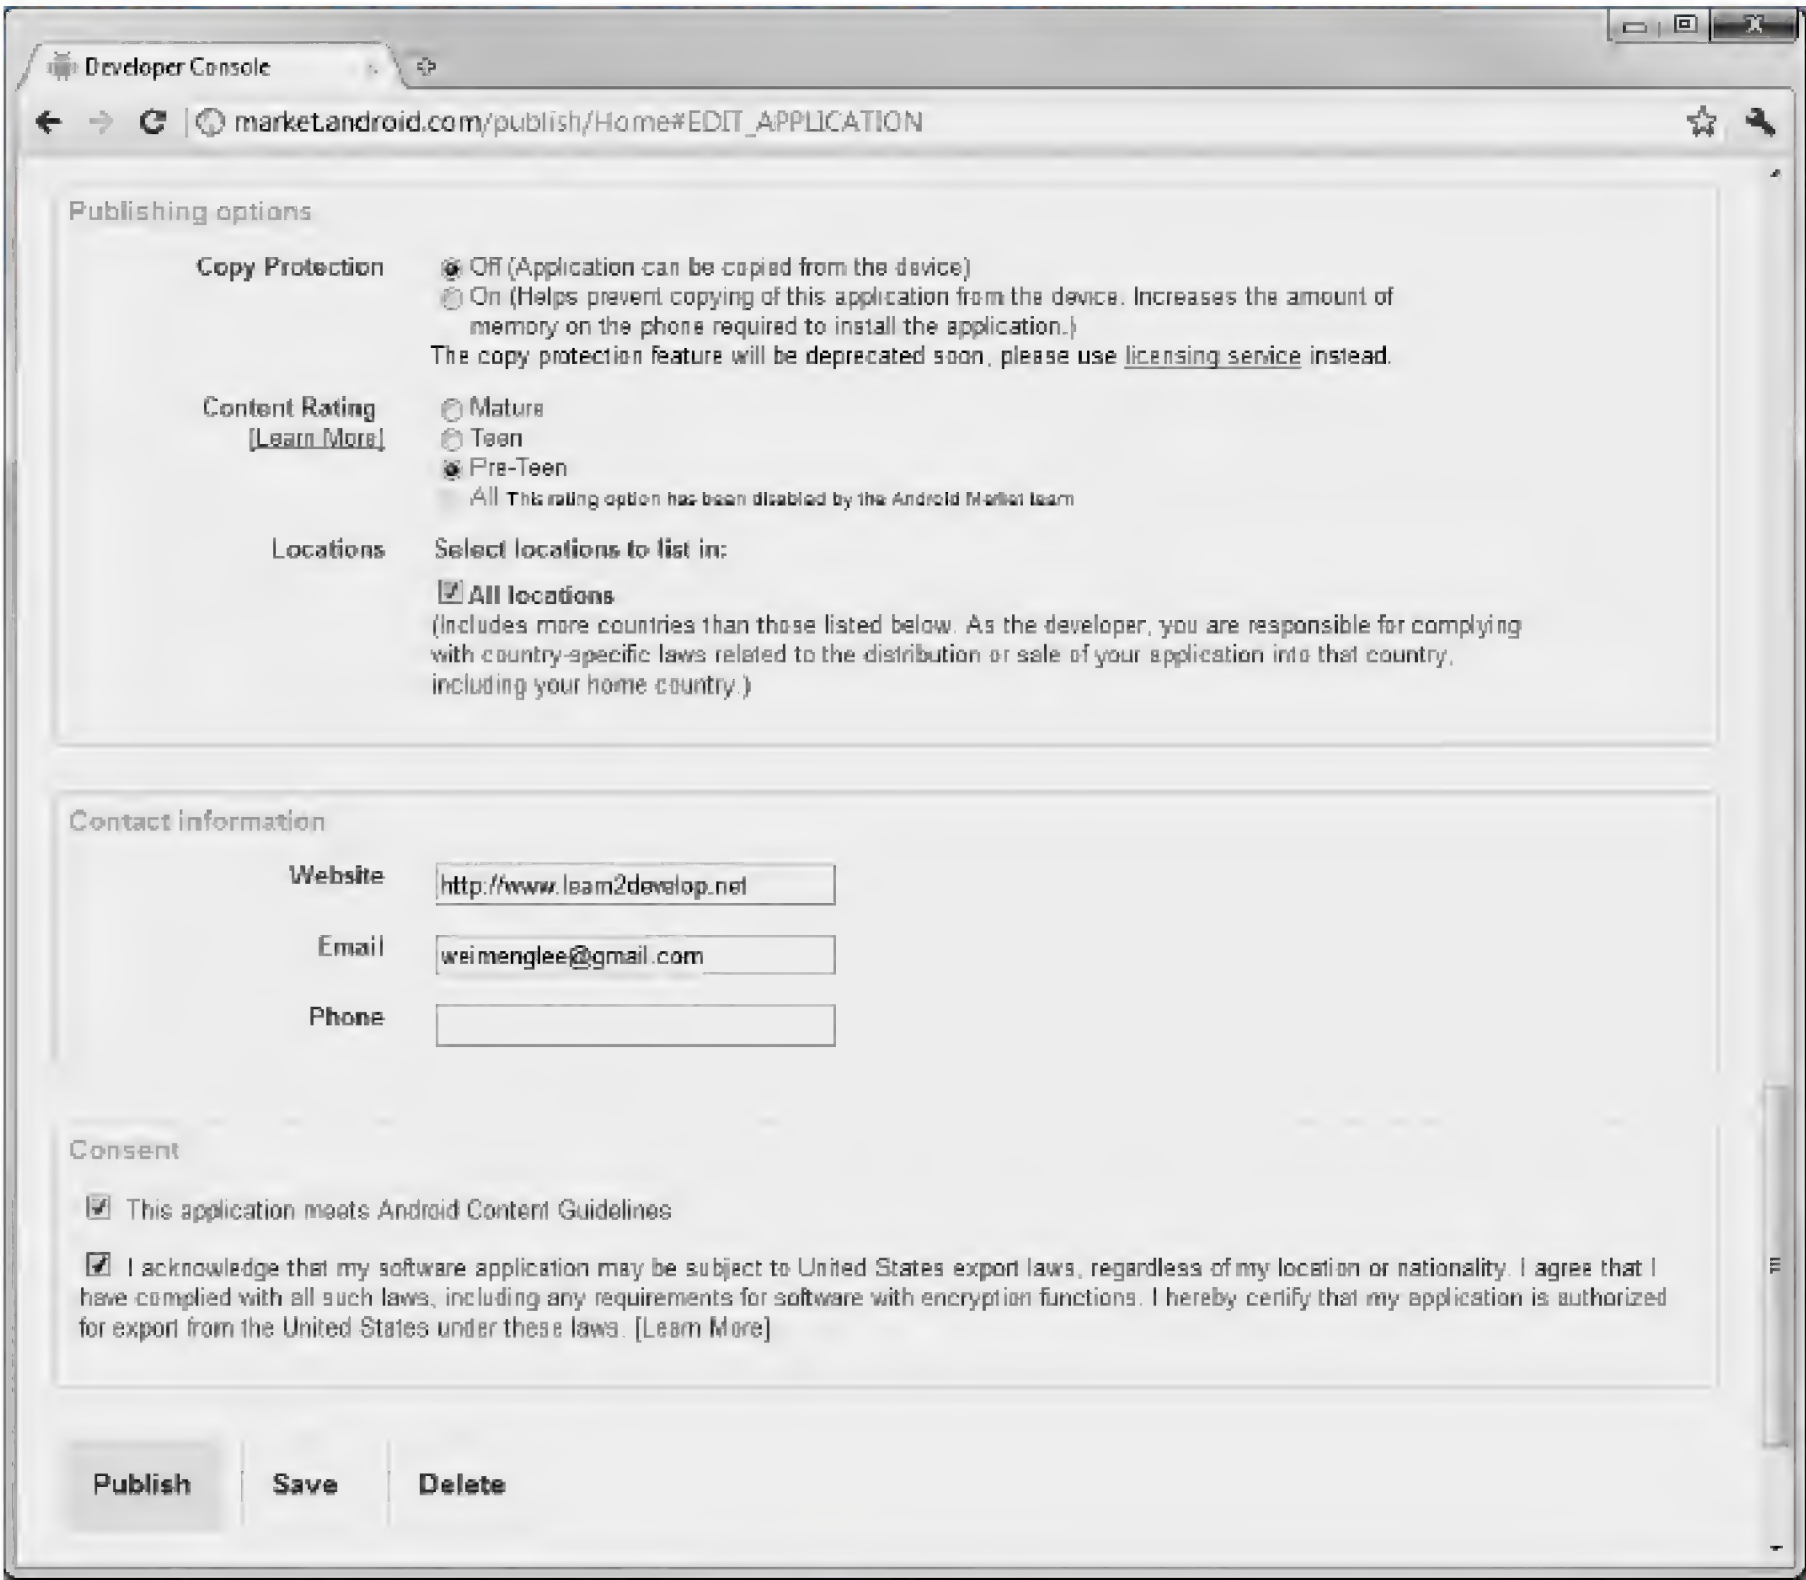 Developer Console
market.android.com/publish/Home#EDIT_APPLICATION
Publishing options
Copy Protection
Off (Application can be copied from the device)
On (Helps prevent copying of this application from the device. Increases the amount of
memory on the phone required to install the application.)
The copy protection feature will be deprecated soon, please use licensing service instead.
Content Rating
[Learn More]
Mature
Teen
Pre-Teen
All This rating option has been disabled by the Android Market team
Locations
Select locations to list in:
All locations
(Includes more countries than those listed below. As the developer, you are responsible for complying
with country-specific laws related to the distribution or sale of your application into that country,
including your home country.)
Contact information
Website
http://www.learn2develop.net
Email
weimenglee@gmail.com
Phone
Consent
This application meets Android Content Guidelines
I acknowledge that my software application may be subject to United States export laws, regardless of my location or nationality. I agree that I
have complied with all such laws, including any requirements for software with encryption functions. I hereby certify that my application is authorized
for export from the United States under these laws. [Learn More]
Publish
Save
Delete